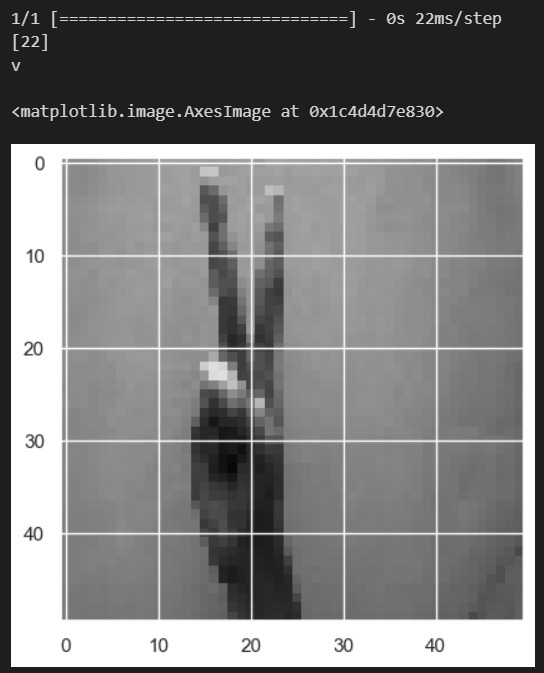 1/1 [==============================] - 0s 22ms/step
[22]
v
<matplotlib.image.AxesImage at 0x1c4d4d7e830>
0
10
20
30
40
0 10 20 30 40